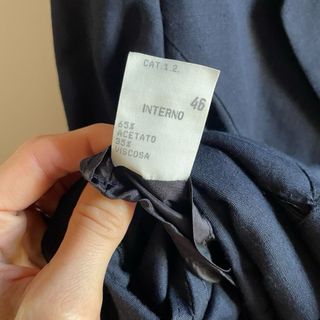 CAT.1.2.
46
INTERNO
65%
ACETATO
35%
VISCOSA